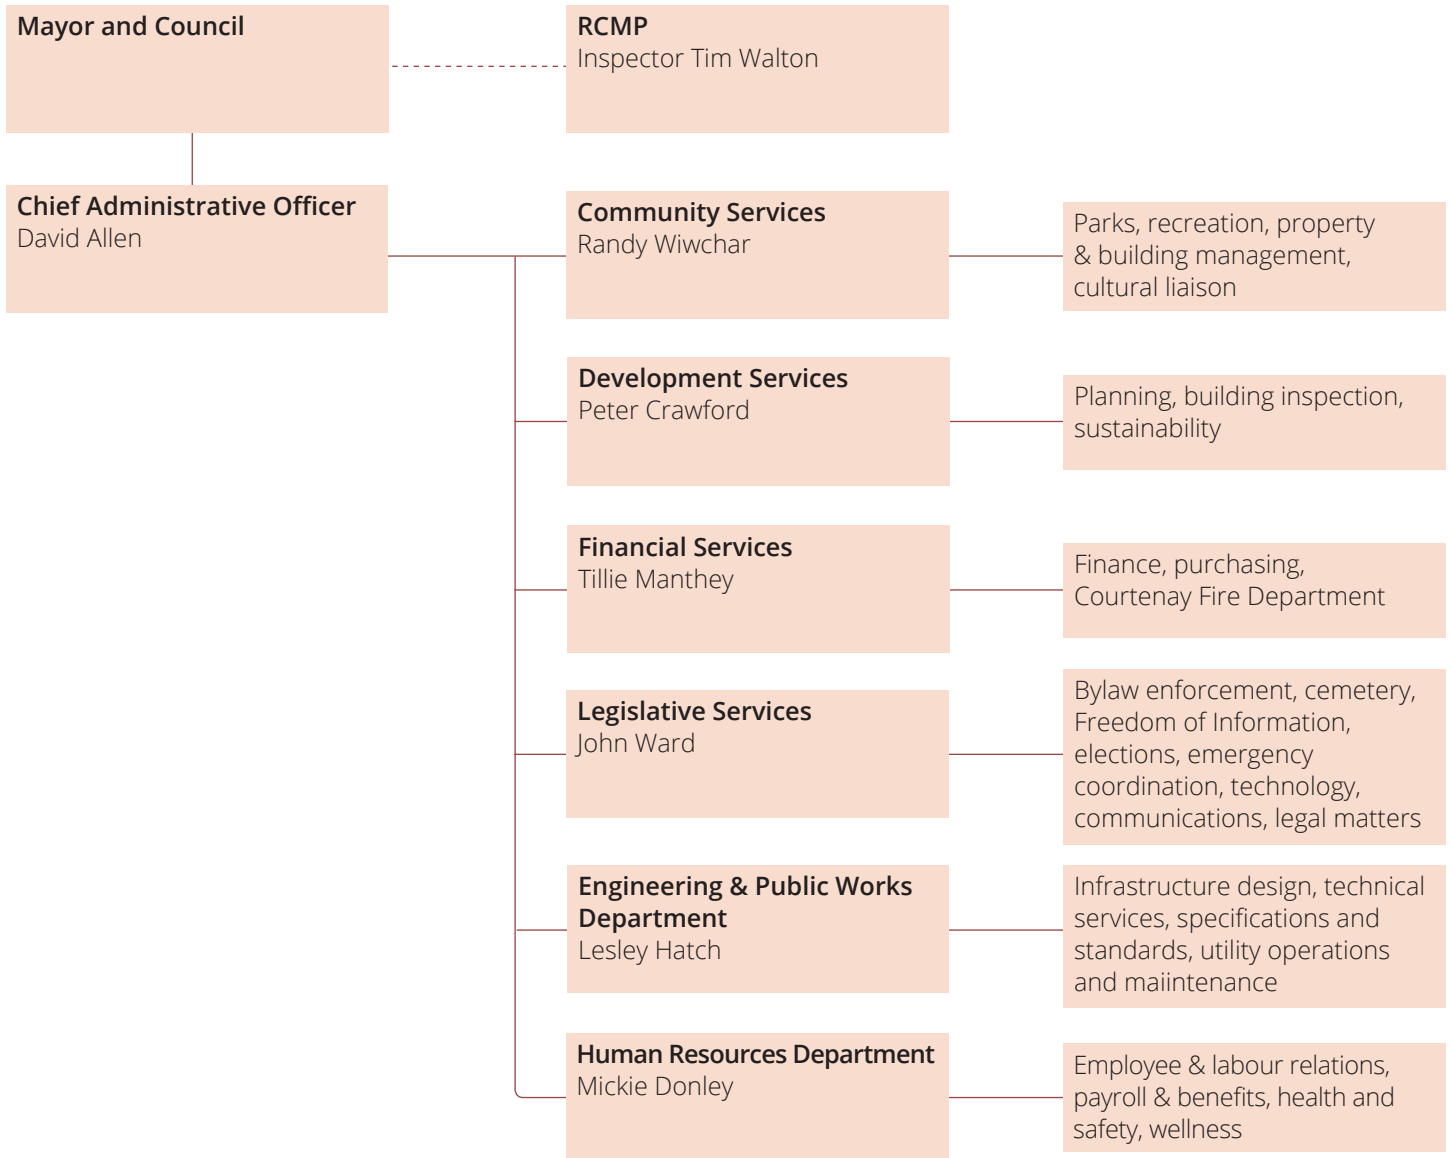 Mayor and Council
RCMP
Inspector Tim Walton
Chief Administrative Officer
David Allen
Community Services
Randy Wiwchar
Parks, recreation, property
& building management,
cultural liaison
Development Services
Peter Crawford
Planning, building inspection,
sustainability
Financial Services
Tillie Manthey
Finance, purchasing,
Courtenay Fire Department
Legislative Services
John Ward
Bylaw enforcement, cemetery,
Freedom of Information,
elections, emergency
coordination, technology,
communications, legal matters
Engineering & Public Works
Department
Lesley Hatch
Infrastructure design, technical
services, specifications and
standards, utility operations
and maiintenance
Human Resources Department
Mickie Donley
Employee & labour relations,
payroll & benefits, health and
safety, wellness